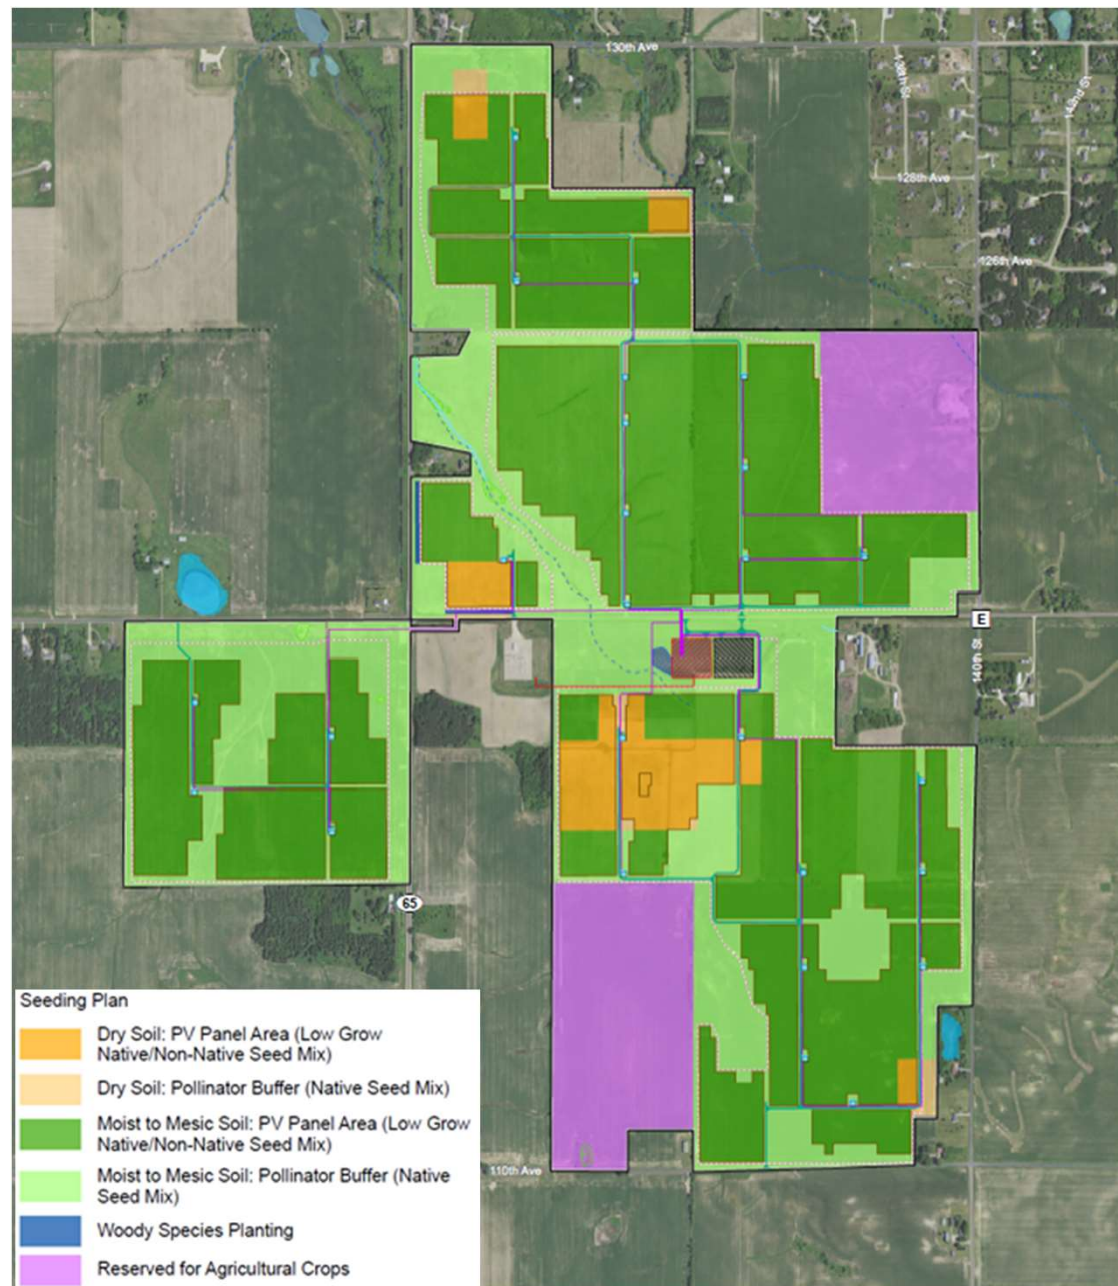 130th Ave
138th St
142nd St
128th Ave
126th Ave
E
140th St
65
110th Ave
Seeding Plan
Dry Soil: PV Panel Area (Low Grow
Native/Non-Native Seed Mix)
Dry Soil: Pollinator Buffer (Native Seed Mix)
Moist to Mesic Soil: PV Panel Area (Low Grow
Native/Non-Native Seed Mix)
Moist to Mesic Soil: Pollinator Buffer (Native
Seed Mix)
Woody Species Planting
Reserved for Agricultural Crops